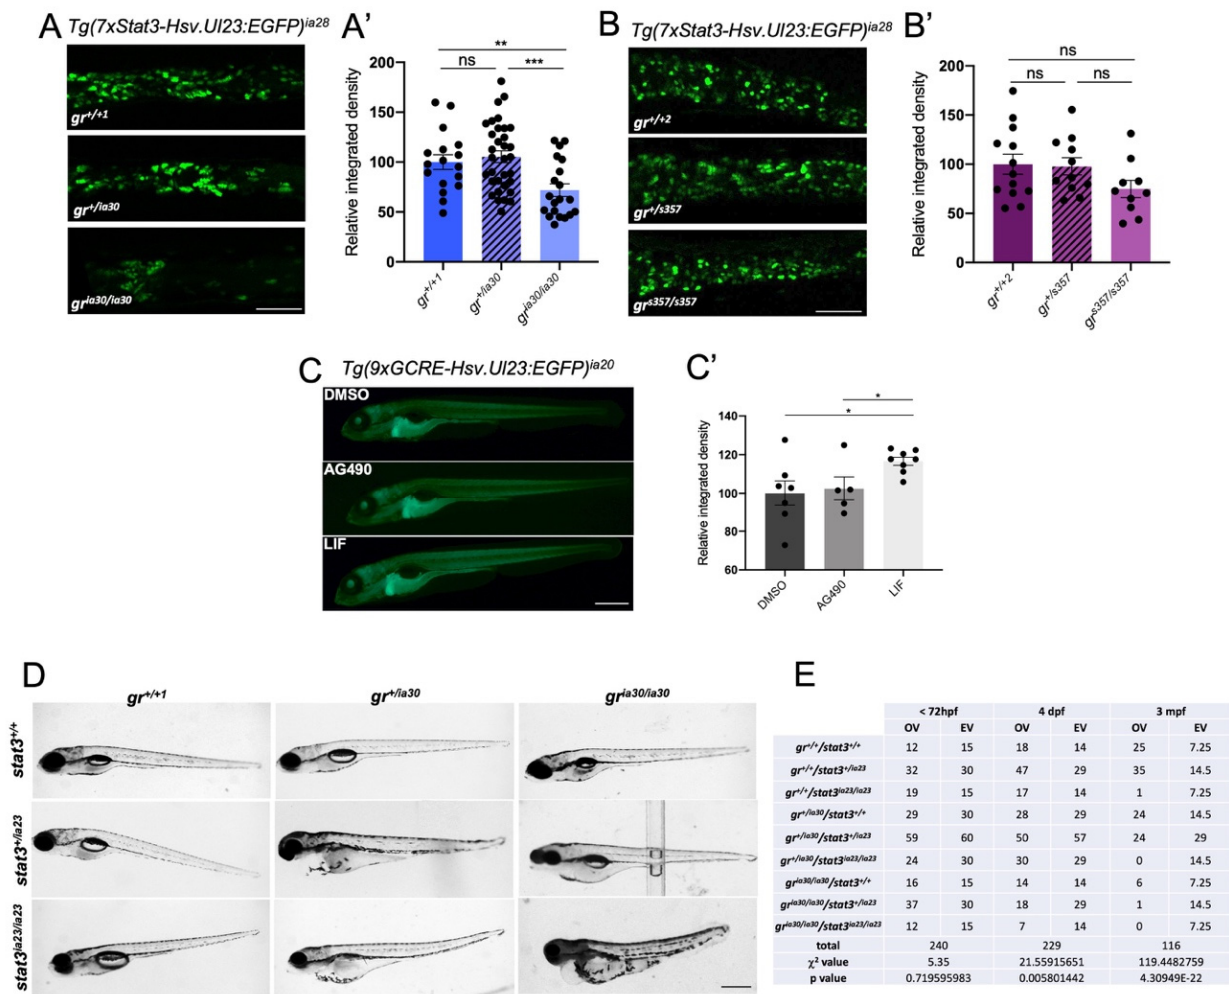 A Tg(7xStat3-Hsv.Ul23:EGFP)ia28
gr+/+1
gr+/ia30
gria30/ia30
A'
Relative integrated density
200
150
100
50
0
**
ns
***
gr+/+1
gr+/ia30
gria30/ia30
B Tg(7xStat3-Hsv.Ul23:EGFP)ia28
gr+/+2
gr+/s357
grs357/s357
B'
Relative integrated density
200
150
100
50
0
ns
ns
ns
gr+/+2
gr+/s357
grs357/s357
C Tg(9xGCRE-Hsv.Ul23:EGFP)ia20
DMSO
AG490
LIF
C'
Relative integrated density
140
120
100
80
60
*
*
DMSO
AG490
LIF
D
gr+/+1 gr+/ia30 gria30/ia30
stat3+/+
stat3+/ia23
stat3ia23/ia23
E
< 72hpf 4 dpf 3 mpf
OV EV OV EV OV EV
gr+/+/stat3+/+ 12 15 18 14 25 7.25
gr+/+/stat3+/ia23 32 30 47 29 35 14.5
gr+/+/stat3ia23/ia23 19 15 17 14 1 7.25
gr+/ia30/stat3+/+ 29 30 28 29 24 14.5
gr+/ia30/stat3+/ia23 59 60 50 57 24 29
gr+/ia30/stat3ia23/ia23 24 30 30 29 0 14.5
gria30/ia30/stat3+/+ 16 15 14 14 6 7.25
gria30/ia30/stat3+/ia23 37 30 18 29 1 14.5
gria30/ia30/stat3ia23/ia23 12 15 7 14 0 7.25
total 240 229 116
χ2 value 5.35 21.55915651 119.4482759
p value 0.719595983 0.005801442 4.30949E-22